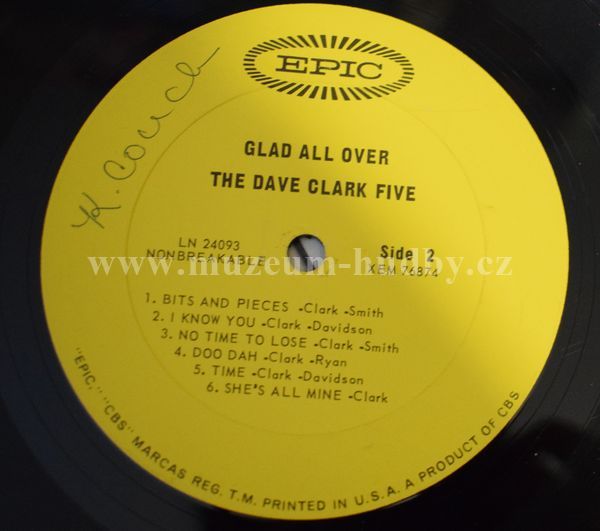 EPIC
K. Couch
GLAD ALL OVER
THE DAVE CLARK FIVE
LN 24093
NONBREAKABLE
Side 2
XEM 76874
www.muzeum-hudby.cz
1. BITS AND PIECES -Clark -Smith
2. I KNOW YOU -Clark -Davidson
3. NO TIME TO LOSE -Clark -Smith
4. DOO DAH -Clark -Ryan
5. TIME -Clark -Davidson
6. SHE'S ALL MINE -Clark
"EPIC," "CBS" MARCAS REG. T.M. PRINTED IN U.S.A. A PRODUCT OF CBS